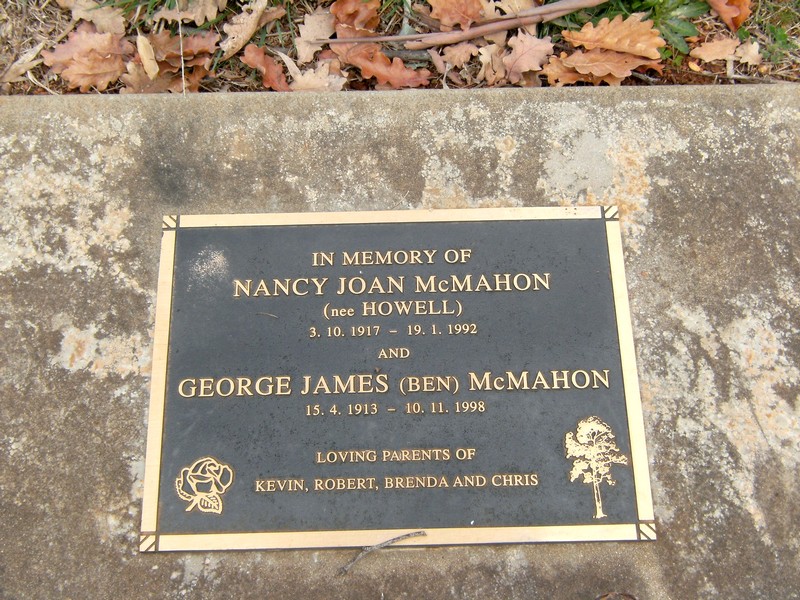 IN MEMORY OF
NANCY JOAN McMAHON
(nee HOWELL)
3. 10. 1917 – 19. 1. 1992
AND
GEORGE JAMES (BEN) McMAHON
15. 4. 1913 – 10. 11. 1998
LOVING PARENTS OF
KEVIN, ROBERT, BRENDA AND CHRIS